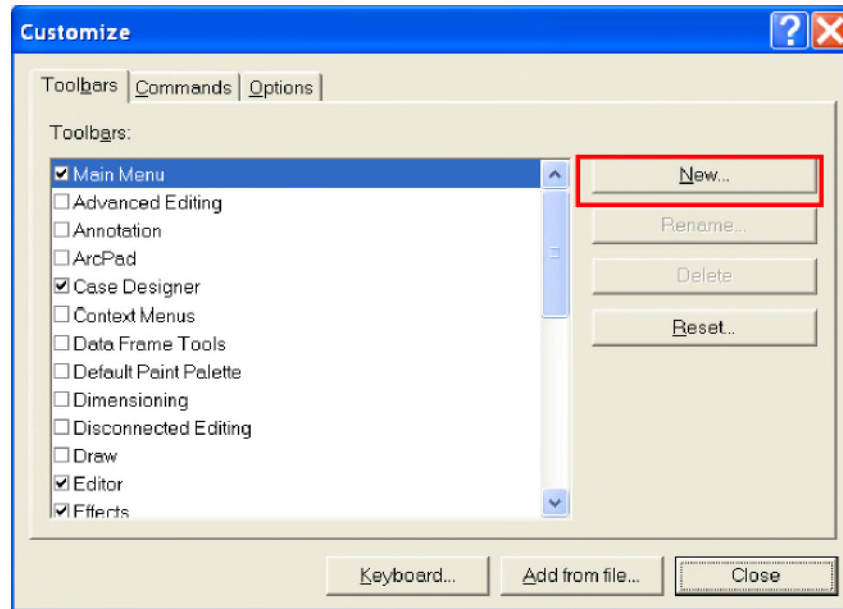 Customize
Toolbars Commands Options
Toolbars:
Main Menu
Advanced Editing
Annotation
ArcPad
Case Designer
Context Menus
Data Frame Tools
Default Paint Palette
Dimensioning
Disconnected Editing
Draw
Editor
Effects
New...
Rename...
Delete
Reset...
Keyboard... Add from file... Close